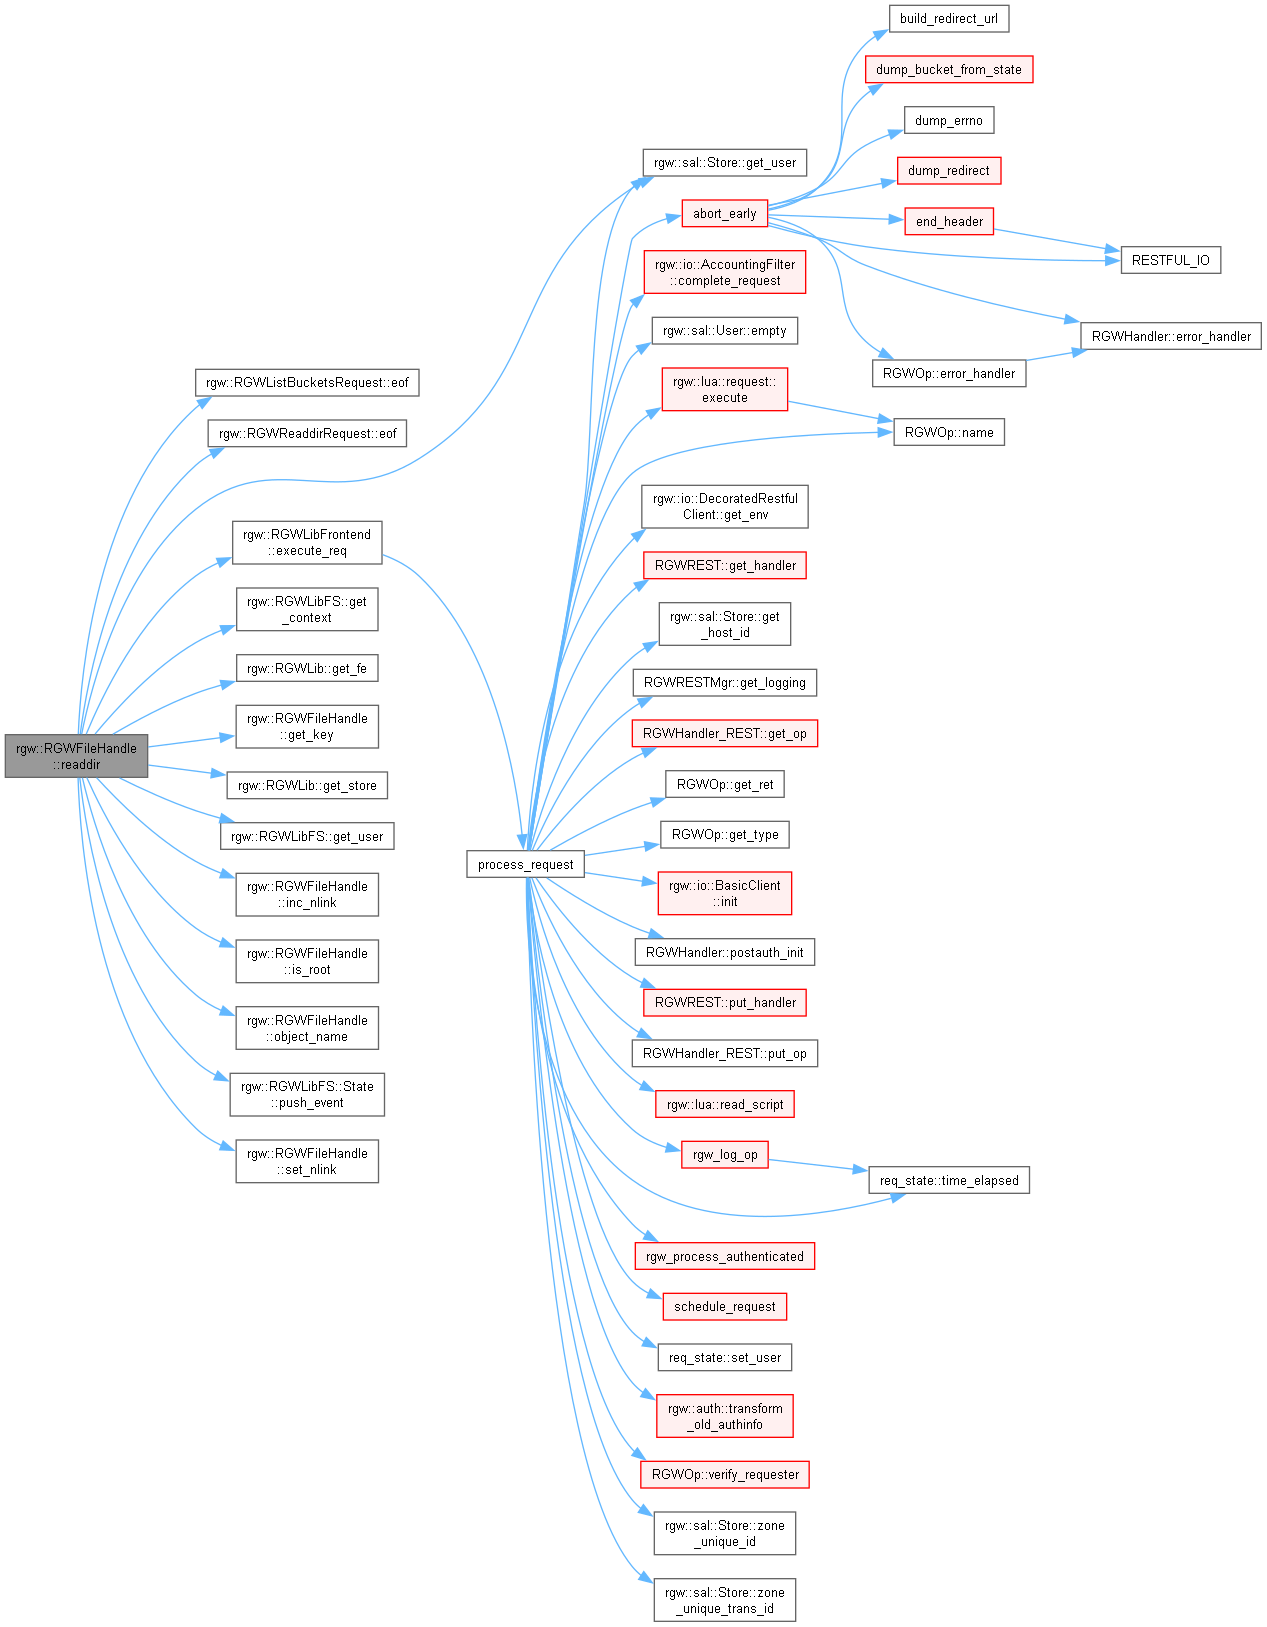 rgw::RGWFileHandle
::readdir
rgw::RGWListBucketsRequest::eof
rgw::RGWReaddirRequest::eof
rgw::RGWLibFrontend
::execute_req
rgw::RGWLibFS::get
_context
rgw::RGWLib::get_fe
rgw::RGWFileHandle
::get_key
rgw::RGWLib::get_store
rgw::RGWLibFS::get_user
rgw::RGWFileHandle
::inc_nlink
rgw::RGWFileHandle
::is_root
rgw::RGWFileHandle
::object_name
rgw::RGWLibFS::State
::push_event
rgw::RGWFileHandle
::set_nlink
process_request
rgw::sal::Store::get_user
abort_early
rgw::io::AccountingFilter
::complete_request
rgw::sal::User::empty
rgw::lua::request::
execute
rgw::io::DecoratedRestful
Client::get_env
RGWREST::get_handler
rgw::sal::Store::get
_host_id
RGWRESTMgr::get_logging
RGWHandler_REST::get_op
RGWOp::get_ret
RGWOp::get_type
rgw::io::BasicClient
::init
RGWHandler::postauth_init
RGWREST::put_handler
RGWHandler_REST::put_op
rgw::lua::read_script
rgw_log_op
rgw_process_authenticated
schedule_request
req_state::set_user
rgw::auth::transform
_old_authinfo
RGWOp::verify_requester
rgw::sal::Store::zone
_unique_id
rgw::sal::Store::zone
_unique_trans_id
build_redirect_url
dump_bucket_from_state
dump_errno
dump_redirect
end_header
RGWOp::error_handler
RGWOp::name
req_state::time_elapsed
RESTFUL_IO
RGWHandler::error_handler